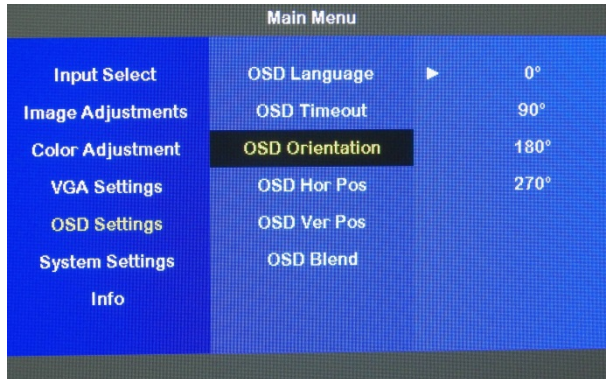 Main Menu
Input Select OSD Language ▶ 0°
Image Adjustments OSD Timeout 90°
Color Adjustment OSD Orientation 180°
VGA Settings OSD Hor Pos 270°
OSD Settings OSD Ver Pos
System Settings OSD Blend
Info